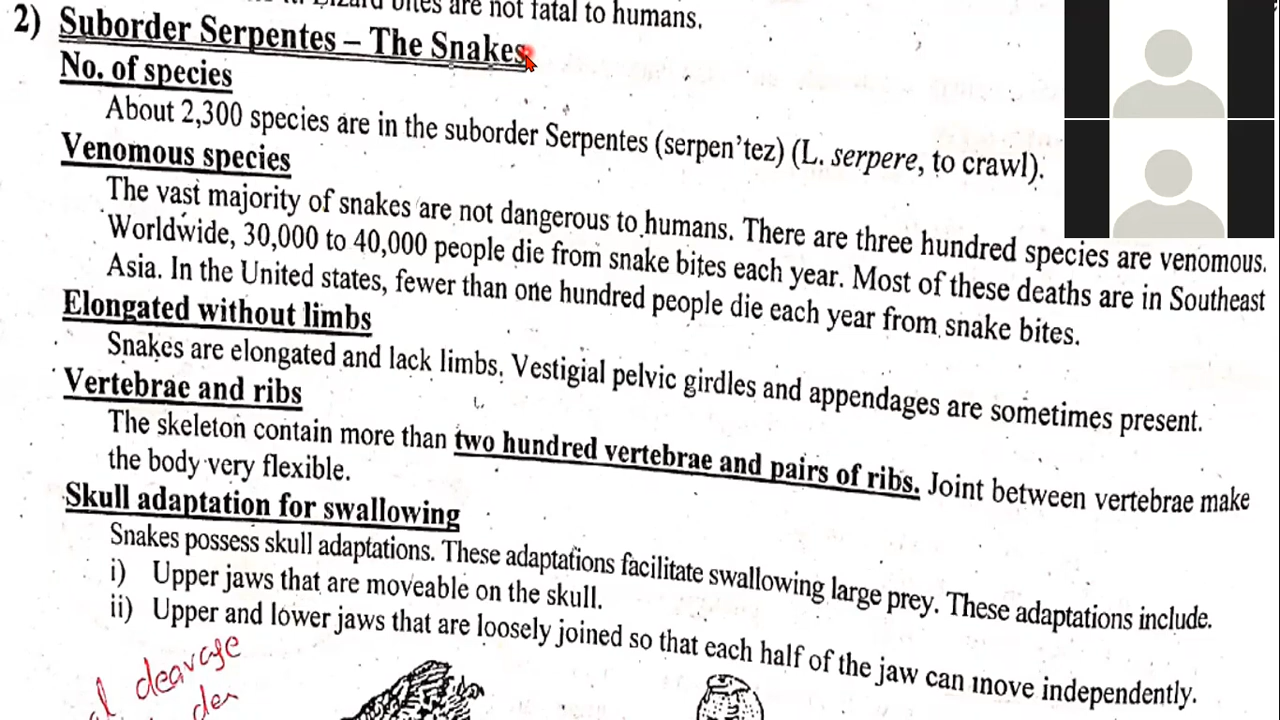 bites are not fatal to humans.
2) Suborder Serpentes – The Snakes
No. of species
About 2,300 species are in the suborder Serpentes (serpen'tez) (L. serpere, to crawl).
Venomous species
The vast majority of snakes are not dangerous to humans. There are three hundred species are venomous.
Worldwide, 30,000 to 40,000 people die from snake bites each year. Most of these deaths are in Southeast
Asia. In the United states, fewer than one hundred people die each year from snake bites.
Elongated without limbs
Snakes are elongated and lack limbs. Vestigial pelvic girdles and appendages are sometimes present.
Vertebrae and ribs
The skeleton contain more than two hundred vertebrae and pairs of ribs. Joint between vertebrae make
the body very flexible.
Skull adaptation for swallowing
Snakes possess skull adaptations. These adaptations facilitate swallowing large prey. These adaptations include.
i) Upper jaws that are moveable on the skull.
ii) Upper and lower jaws that are loosely joined so that each half of the jaw can move independently.
cleavage